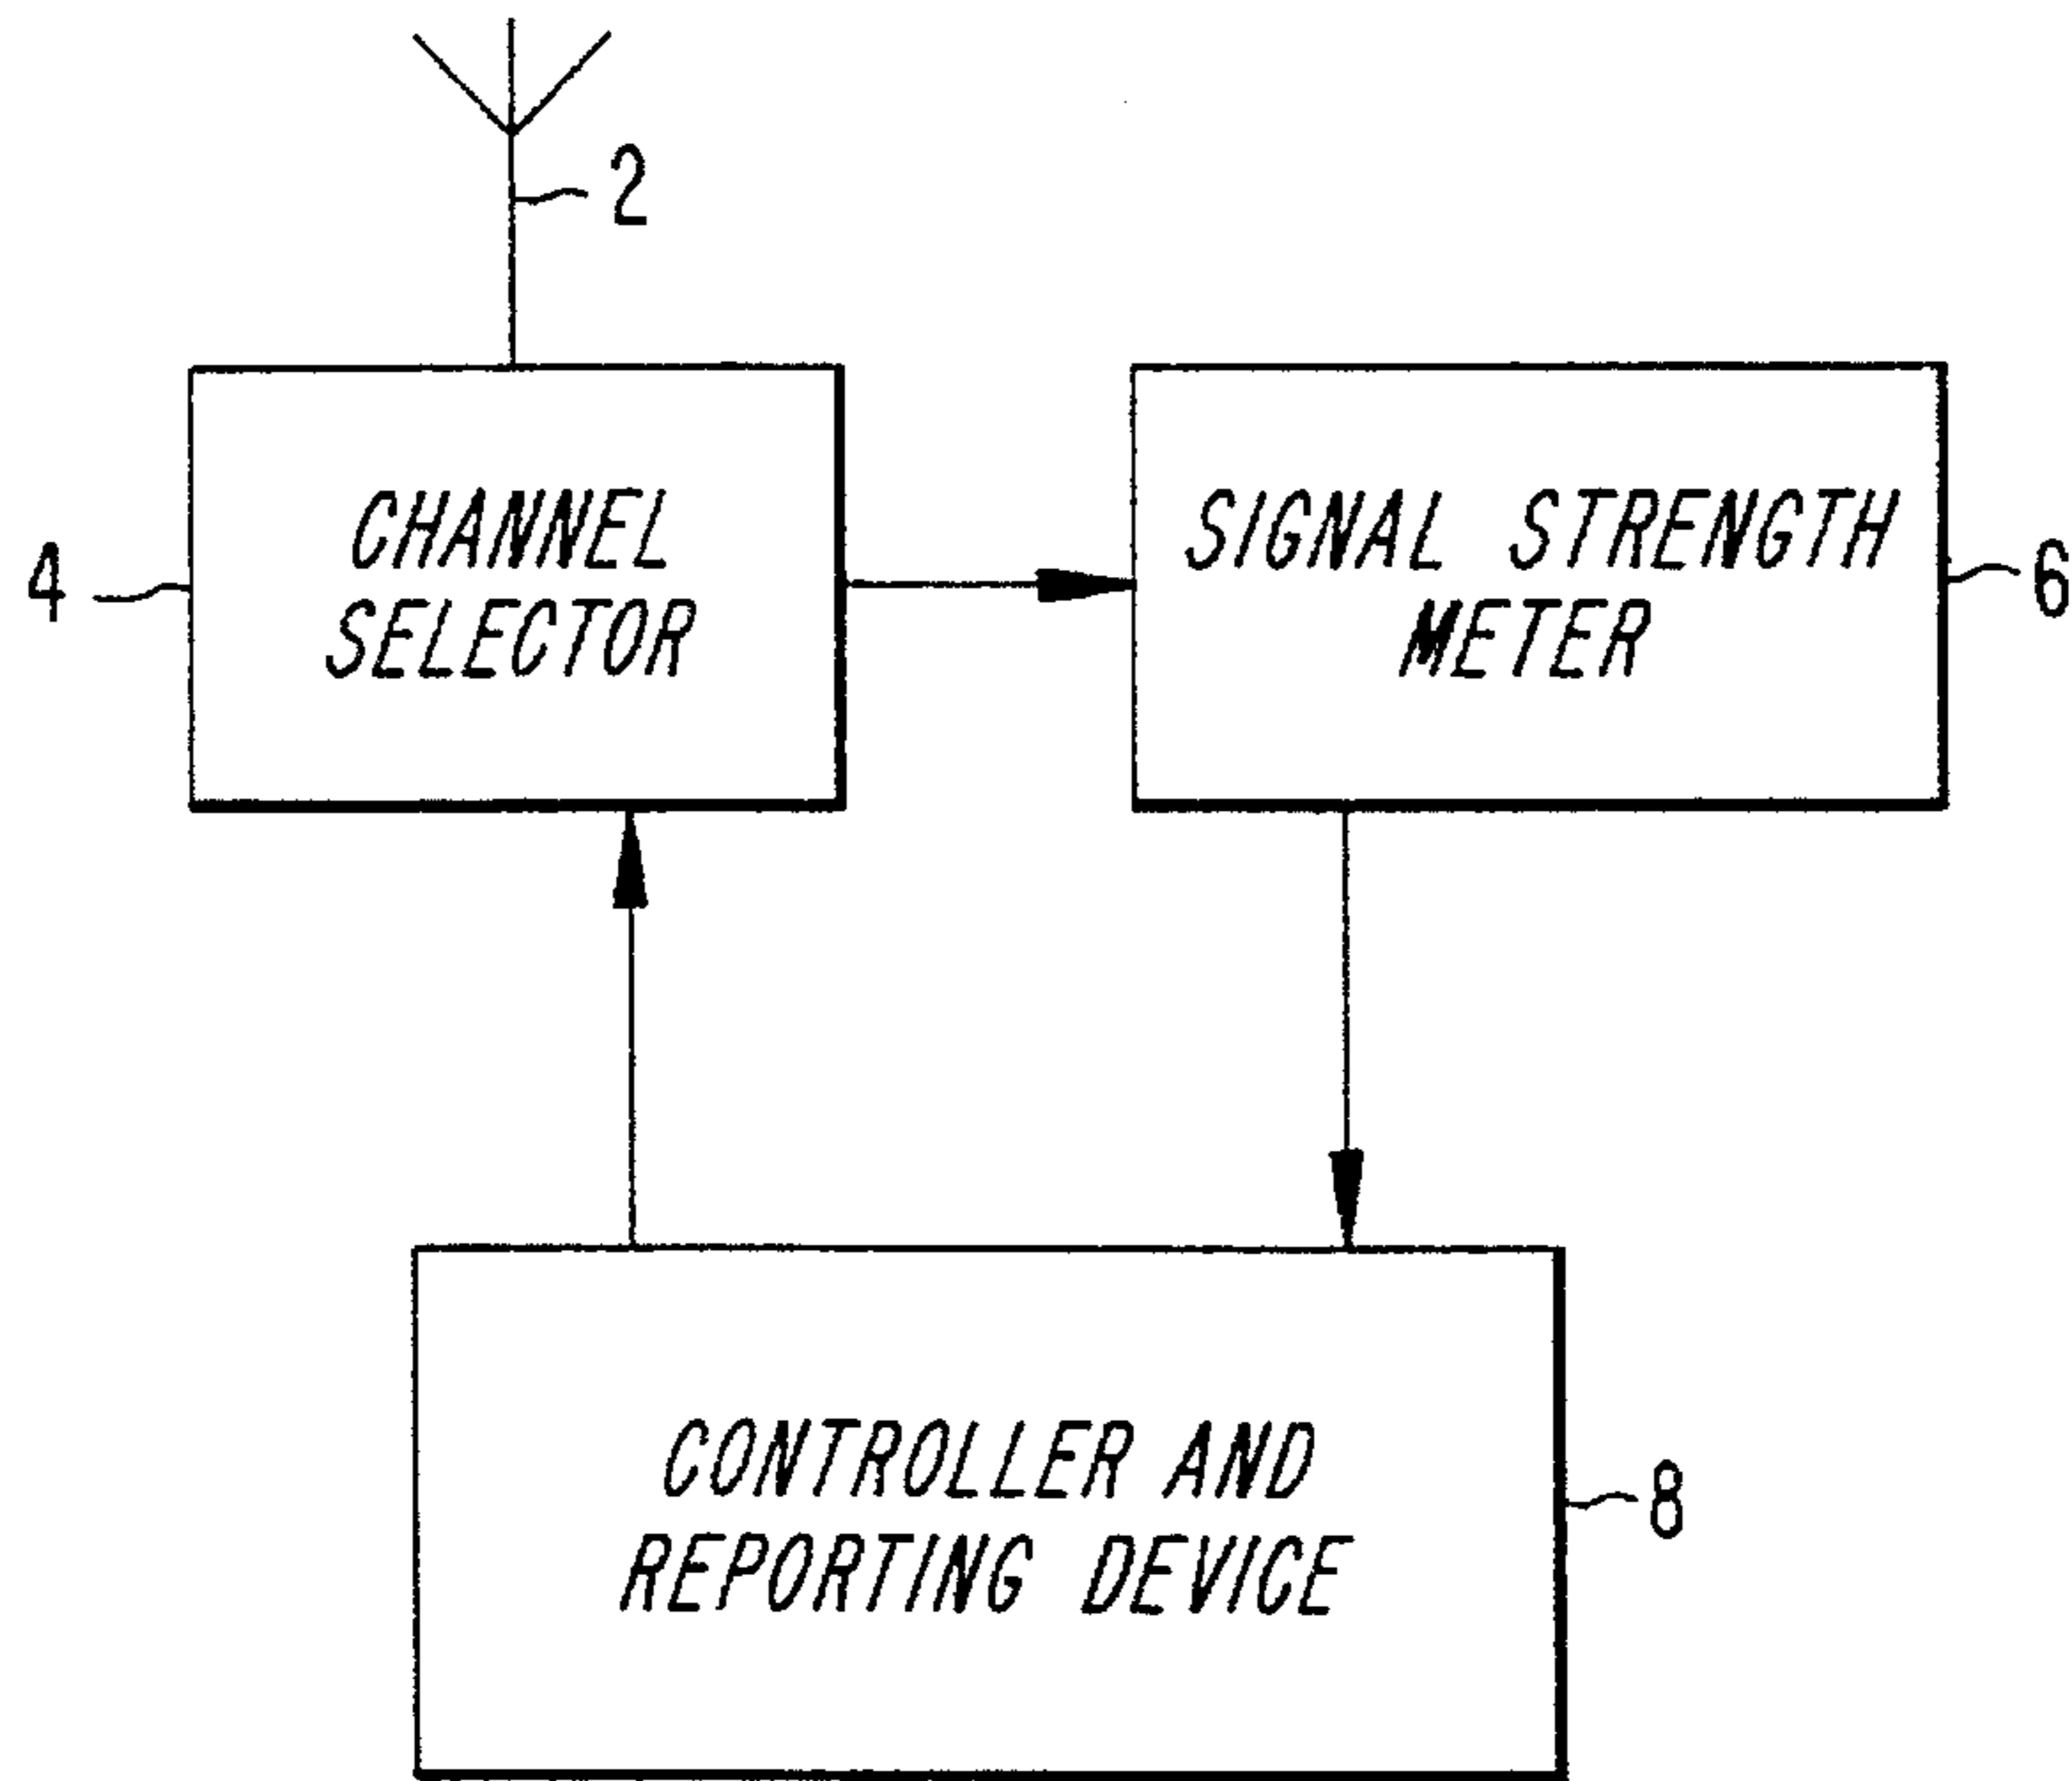 2
CHANNEL
SELECTOR
4
SIGNAL STRENGTH
METER
6
CONTROLLER AND
REPORTING DEVICE
8